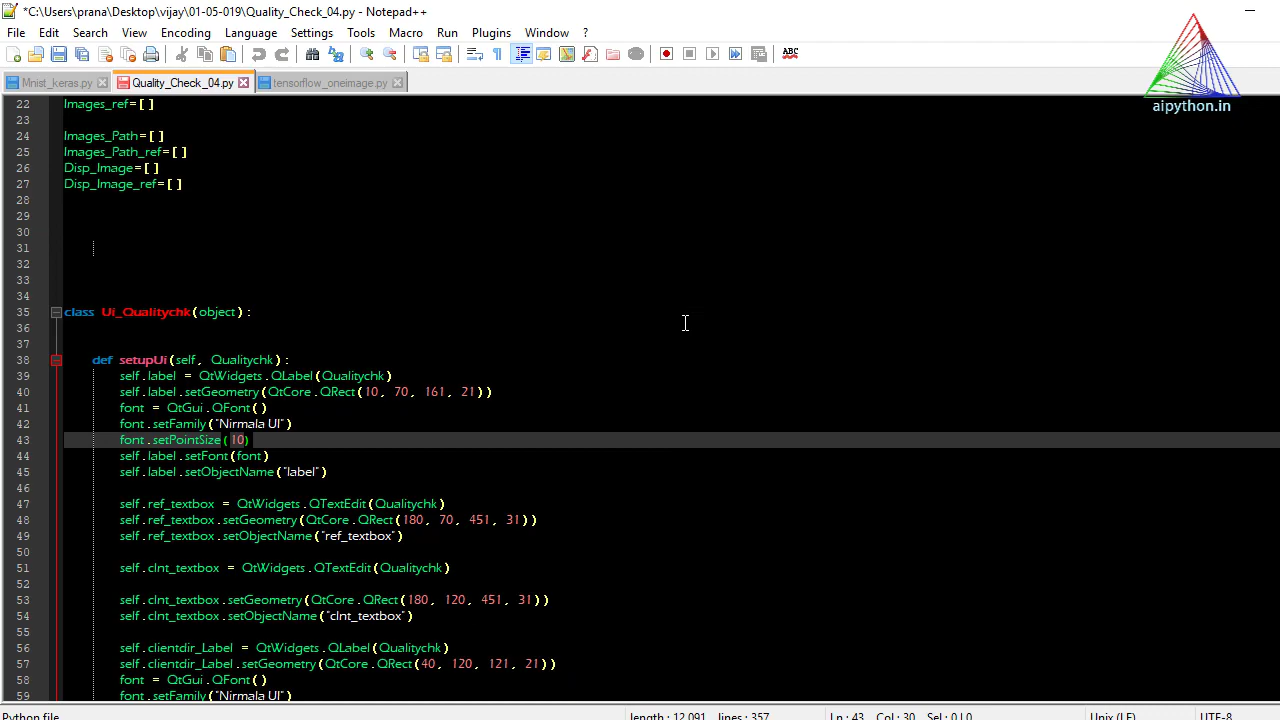 *C:\Users\prana\Desktop\vijay\01-05-019\Quality_Check_04.py - Notepad++
File Edit Search View Encoding Language Settings Tools Macro Run Plugins Window ?
ABC
Mnist_keras.py Quality_Check_04.py tensorflow_oneimage.py
aipython.in
22 Images_ref=[]
23
24 Images_Path=[]
25 Images_Path_ref=[]
26 Disp_Image=[]
27 Disp_Image_ref=[]
28
29
30
31
32
33
34
35 class Ui_Qualitychk(object):
36
37
38 def setupUi(self, Qualitychk):
39 self.label = QtWidgets.QLabel(Qualitychk)
40 self.label.setGeometry(QtCore.QRect(10, 70, 161, 21))
41 font = QtGui.QFont()
42 font.setFamily("Nirmala UI")
43 font.setPointSize(10)
44 self.label.setFont(font)
45 self.label.setObjectName("label")
46
47 self.ref_textbox = QtWidgets.QTextEdit(Qualitychk)
48 self.ref_textbox.setGeometry(QtCore.QRect(180, 70, 451, 31))
49 self.ref_textbox.setObjectName("ref_textbox")
50
51 self.clnt_textbox = QtWidgets.QTextEdit(Qualitychk)
52
53 self.clnt_textbox.setGeometry(QtCore.QRect(180, 120, 451, 31))
54 self.clnt_textbox.setObjectName("clnt_textbox")
55
56 self.clientdir_Label = QtWidgets.QLabel(Qualitychk)
57 self.clientdir_Label.setGeometry(QtCore.QRect(40, 120, 121, 21))
58 font = QtGui.QFont()
59 font.setFamily("Nirmala UI")
Python file length : 12,091 lines : 357 Ln : 43 Col : 30 Sel : 0 | 0 Unix (LF) UTF-8